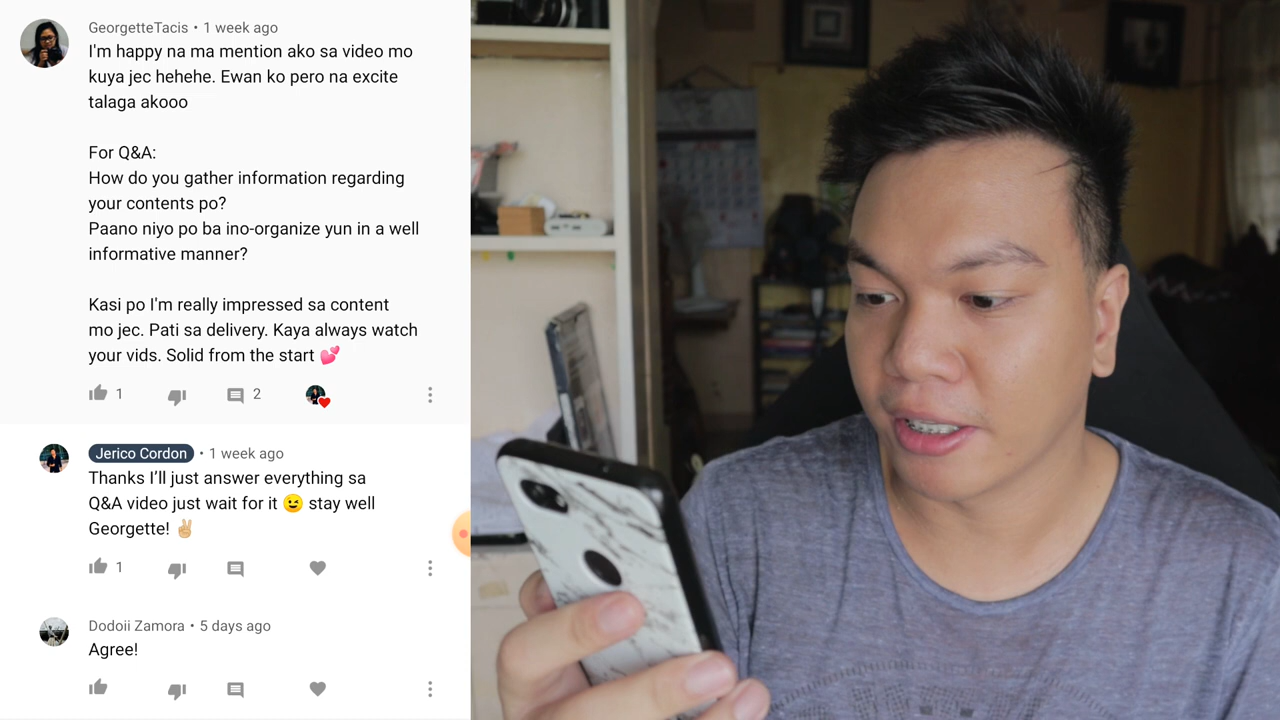 GeorgetteTacis • 1 week ago
I'm happy na ma mention ako sa video mo
kuya jec hehehe. Ewan ko pero na excite
talaga akooo
For Q&A:
How do you gather information regarding
your contents po?
Paano niyo po ba ino-organize yun in a well
informative manner?
Kasi po I'm really impressed sa content
mo jec. Pati sa delivery. Kaya always watch
your vids. Solid from the start 💕
1
2
Jerico Cordon • 1 week ago
Thanks I’ll just answer everything sa
Q&A video just wait for it 😉 stay well
Georgette! ✌🏼
1
Dodoii Zamora • 5 days ago
Agree!